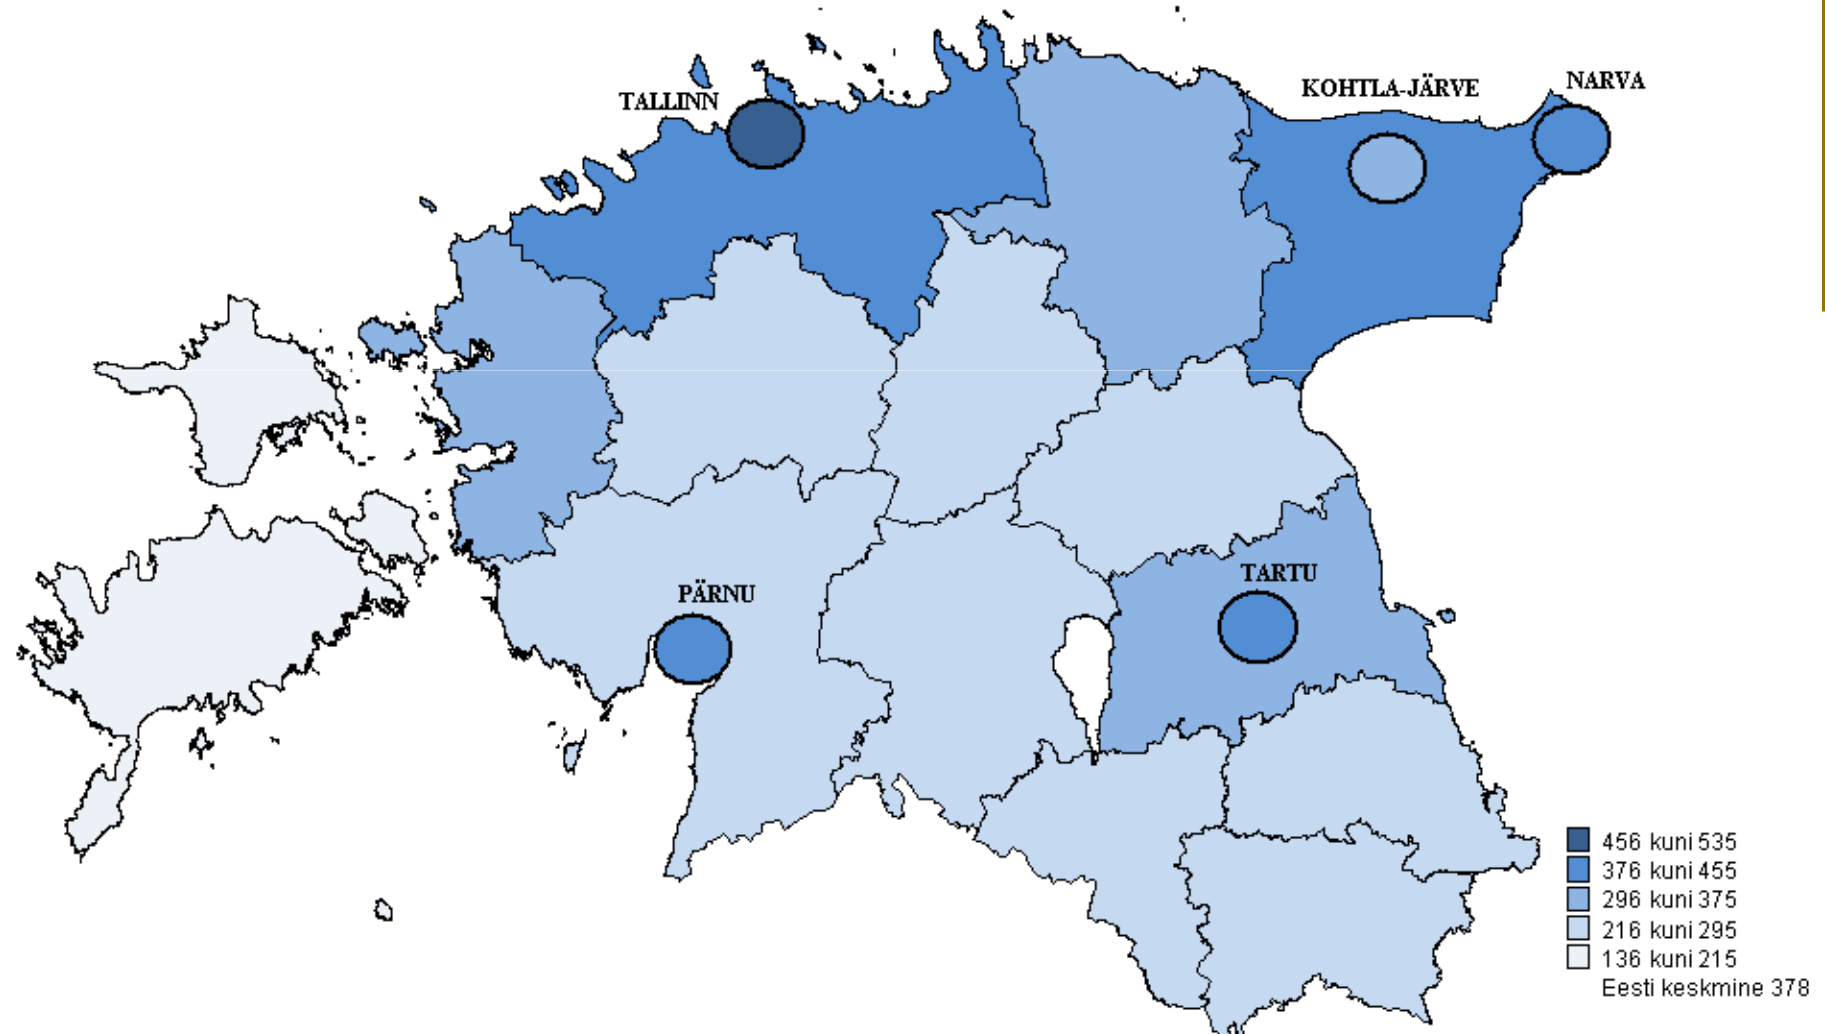 TALLINN
KOHTLA-JÄRVE
NARVA
PÄRNU
TARTU
456 kuni 535
376 kuni 455
296 kuni 375
216 kuni 295
136 kuni 215
Eesti keskmine 378